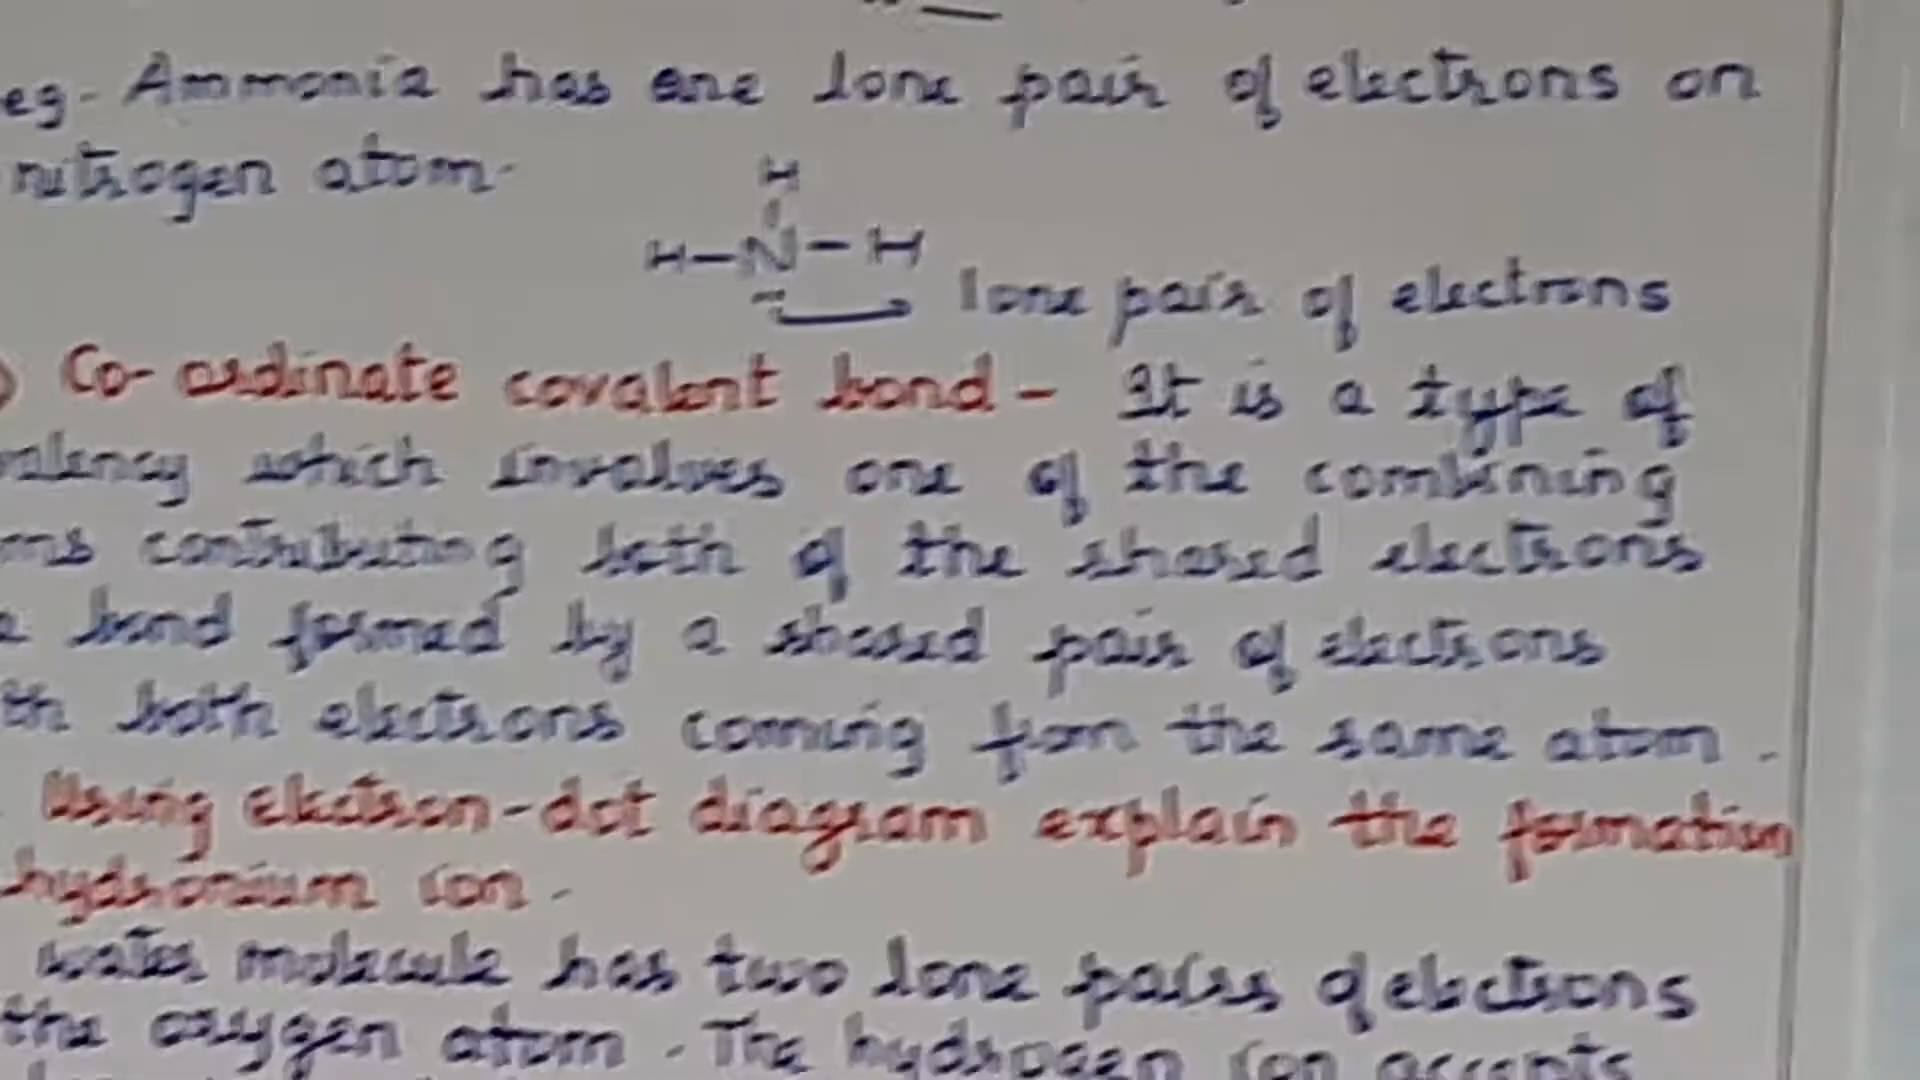 eg- Ammonia has one lone pair of electrons on
nitrogen atom.
H
H-N-H
lone pair of electrons
) Co-ordinate covalent bond - It is a type of
valency which involves one of the combining
ms contributing both of the shared electrons
a bond formed by a shared pair of electrons
th both electrons coming from the same atom.
Using electron-dot diagram explain the formation
hydronium ion.
water molecule has two lone pairs of electrons
the oxygen atom. The hydrogen ion accepts